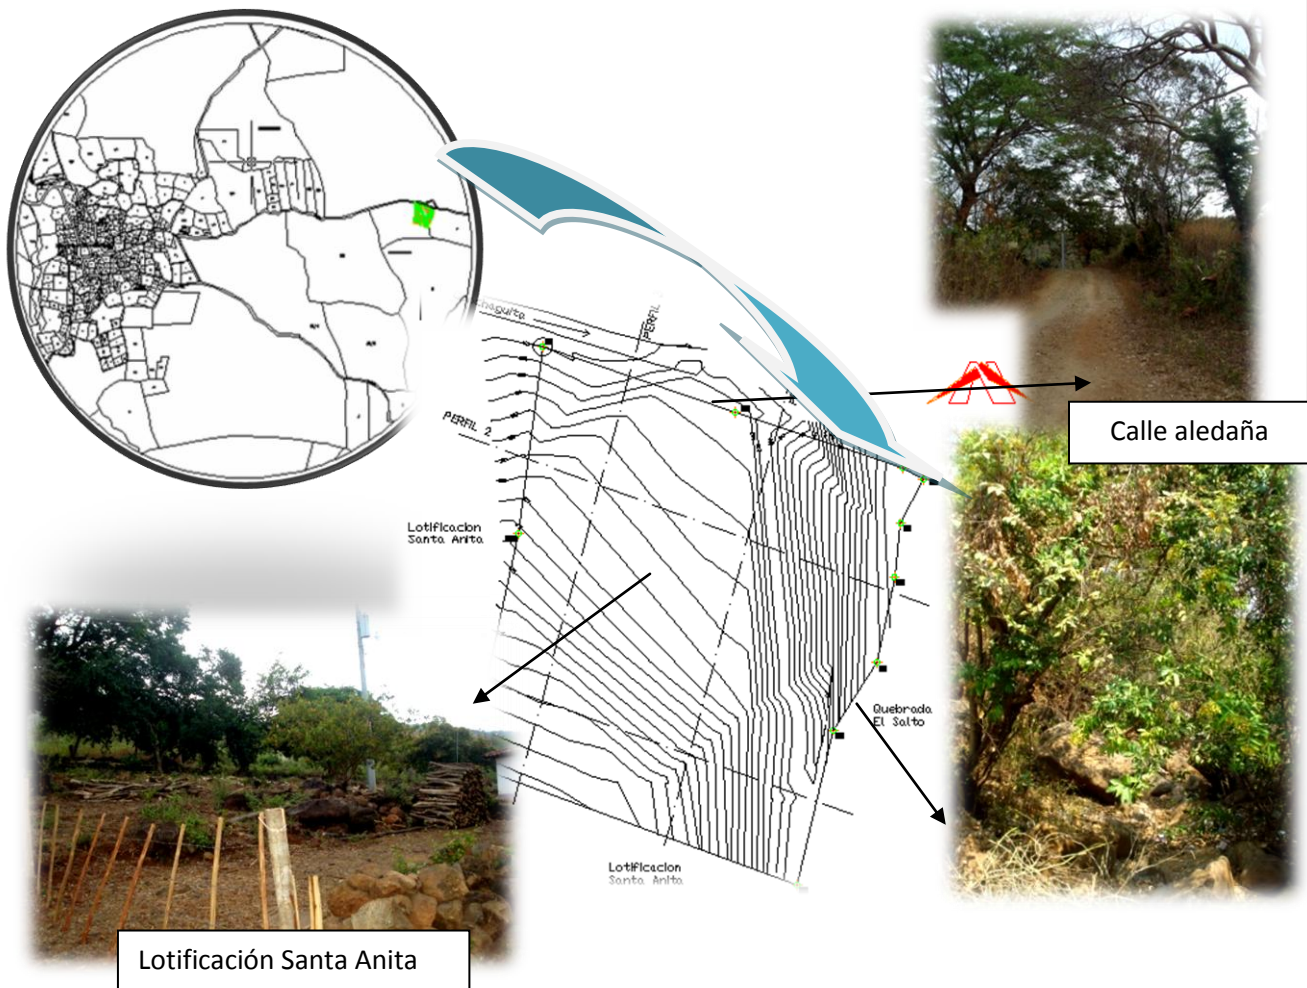 PERFIL
PERFIL 2
Lotificacion
Santa Anita
Quebrada
El Salto
Lotificacion
Santa Anita
Calle aledaña
Lotificación Santa Anita